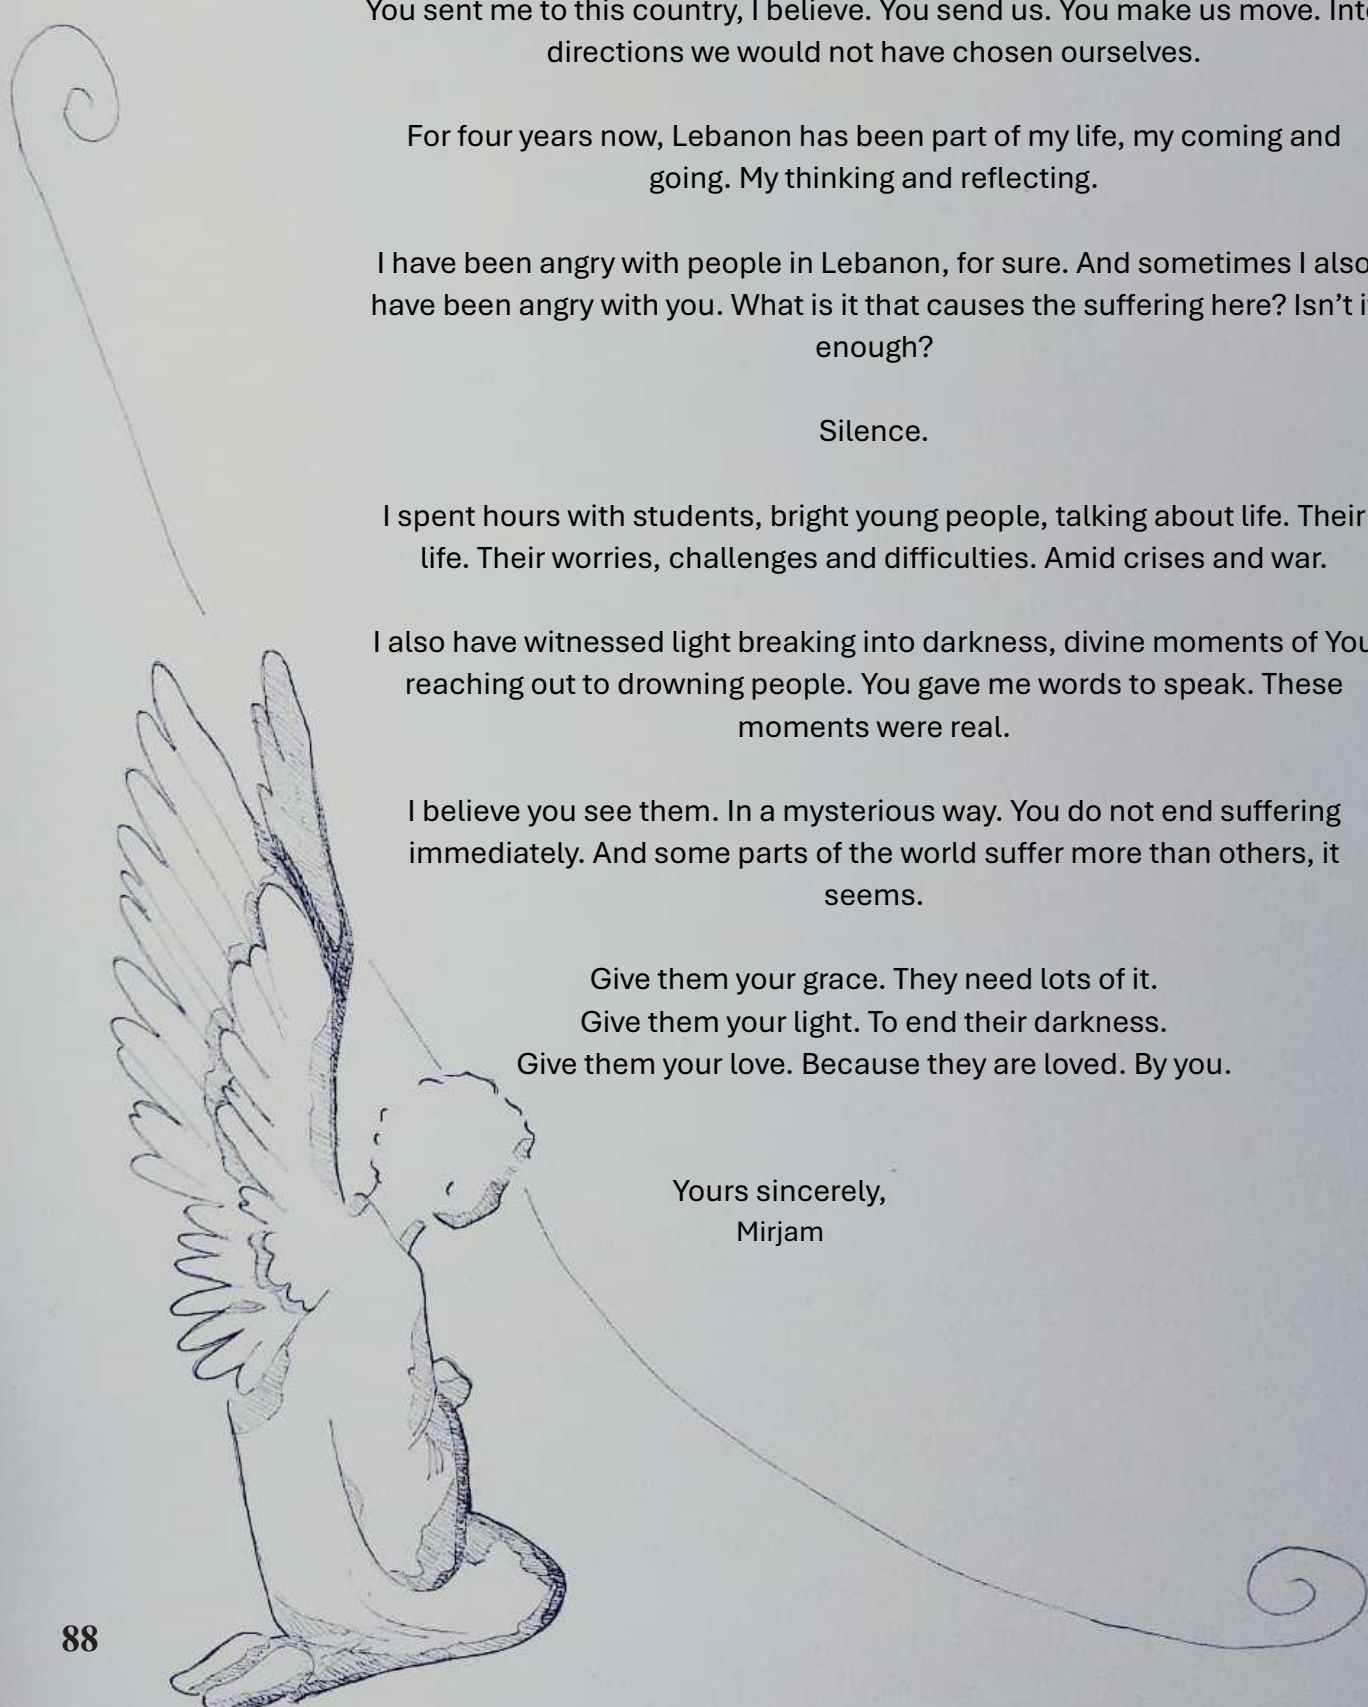 You sent me to this country, I believe. You send us. You make us move. Into
directions we would not have chosen ourselves.
For four years now, Lebanon has been part of my life, my coming and
going. My thinking and reflecting.
I have been angry with people in Lebanon, for sure. And sometimes I also
have been angry with you. What is it that causes the suffering here? Isn’t it
enough?
Silence.
I spent hours with students, bright young people, talking about life. Their
life. Their worries, challenges and difficulties. Amid crises and war.
I also have witnessed light breaking into darkness, divine moments of You
reaching out to drowning people. You gave me words to speak. These
moments were real.
I believe you see them. In a mysterious way. You do not end suffering
immediately. And some parts of the world suffer more than others, it
seems.
Give them your grace. They need lots of it.
Give them your light. To end their darkness.
Give them your love. Because they are loved. By you.
Yours sincerely,
Mirjam
88